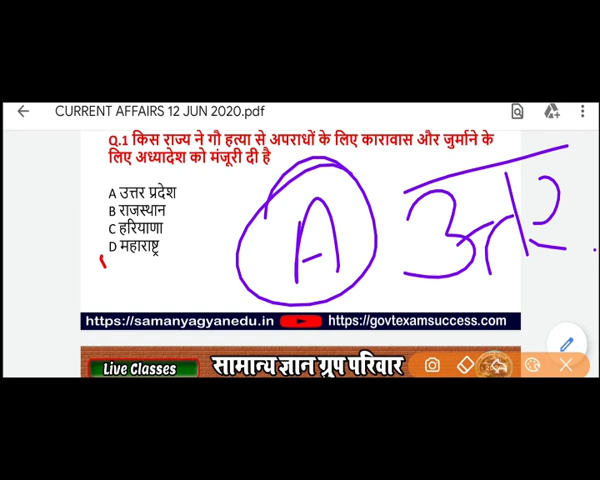 CURRENT AFFAIRS 12 JUN 2020.pdf
Q.1 किस राज्य ने गौ हत्या से अपराधों के लिए कारावास और जुर्माने के
लिए अध्यादेश को मंजूरी दी है
A उत्तर प्रदेश
B राजस्थान
C हरियाणा
D महाराष्ट्र
A उत्तर
https://samanyagyanedu.in https://govtexamsuccess.com
Live Classes सामान्य ज्ञान ग्रुप परिवार